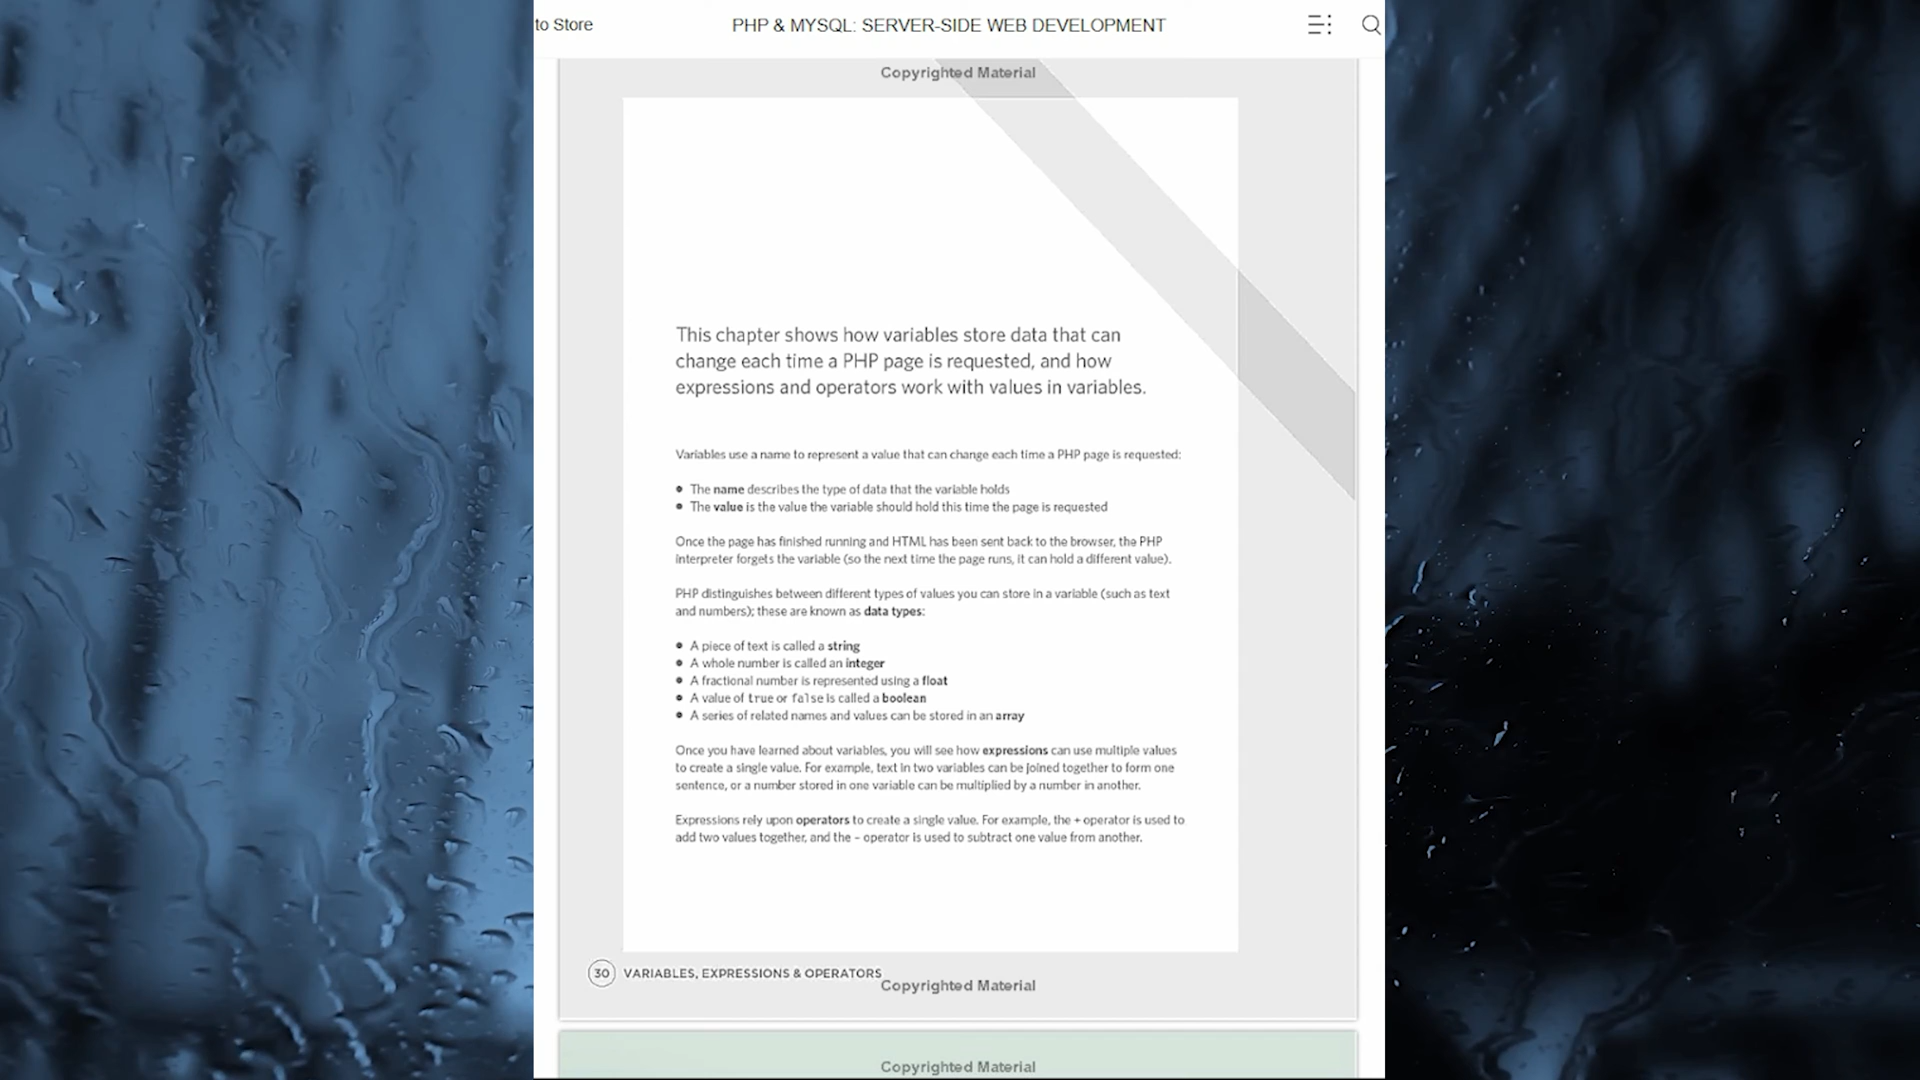 to Store
PHP & MYSQL: SERVER-SIDE WEB DEVELOPMENT
Copyrighted Material
This chapter shows how variables store data that can
change each time a PHP page is requested, and how
expressions and operators work with values in variables.
Variables use a name to represent a value that can change each time a PHP page is requested:
● The name describes the type of data that the variable holds
● The value is the value the variable should hold this time the page is requested
Once the page has finished running and HTML has been sent back to the browser, the PHP
interpreter forgets the variable (so the next time the page runs, it can hold a different value).
PHP distinguishes between different types of values you can store in a variable (such as text
and numbers); these are known as data types:
● A piece of text is called a string
● A whole number is called an integer
● A fractional number is represented using a float
● A value of true or false is called a boolean
● A series of related names and values can be stored in an array
Once you have learned about variables, you will see how expressions can use multiple values
to create a single value. For example, text in two variables can be joined together to form one
sentence, or a number stored in one variable can be multiplied by a number in another.
Expressions rely upon operators to create a single value. For example, the + operator is used to
add two values together, and the - operator is used to subtract one value from another.
30 VARIABLES, EXPRESSIONS & OPERATORS
Copyrighted Material
Copyrighted Material